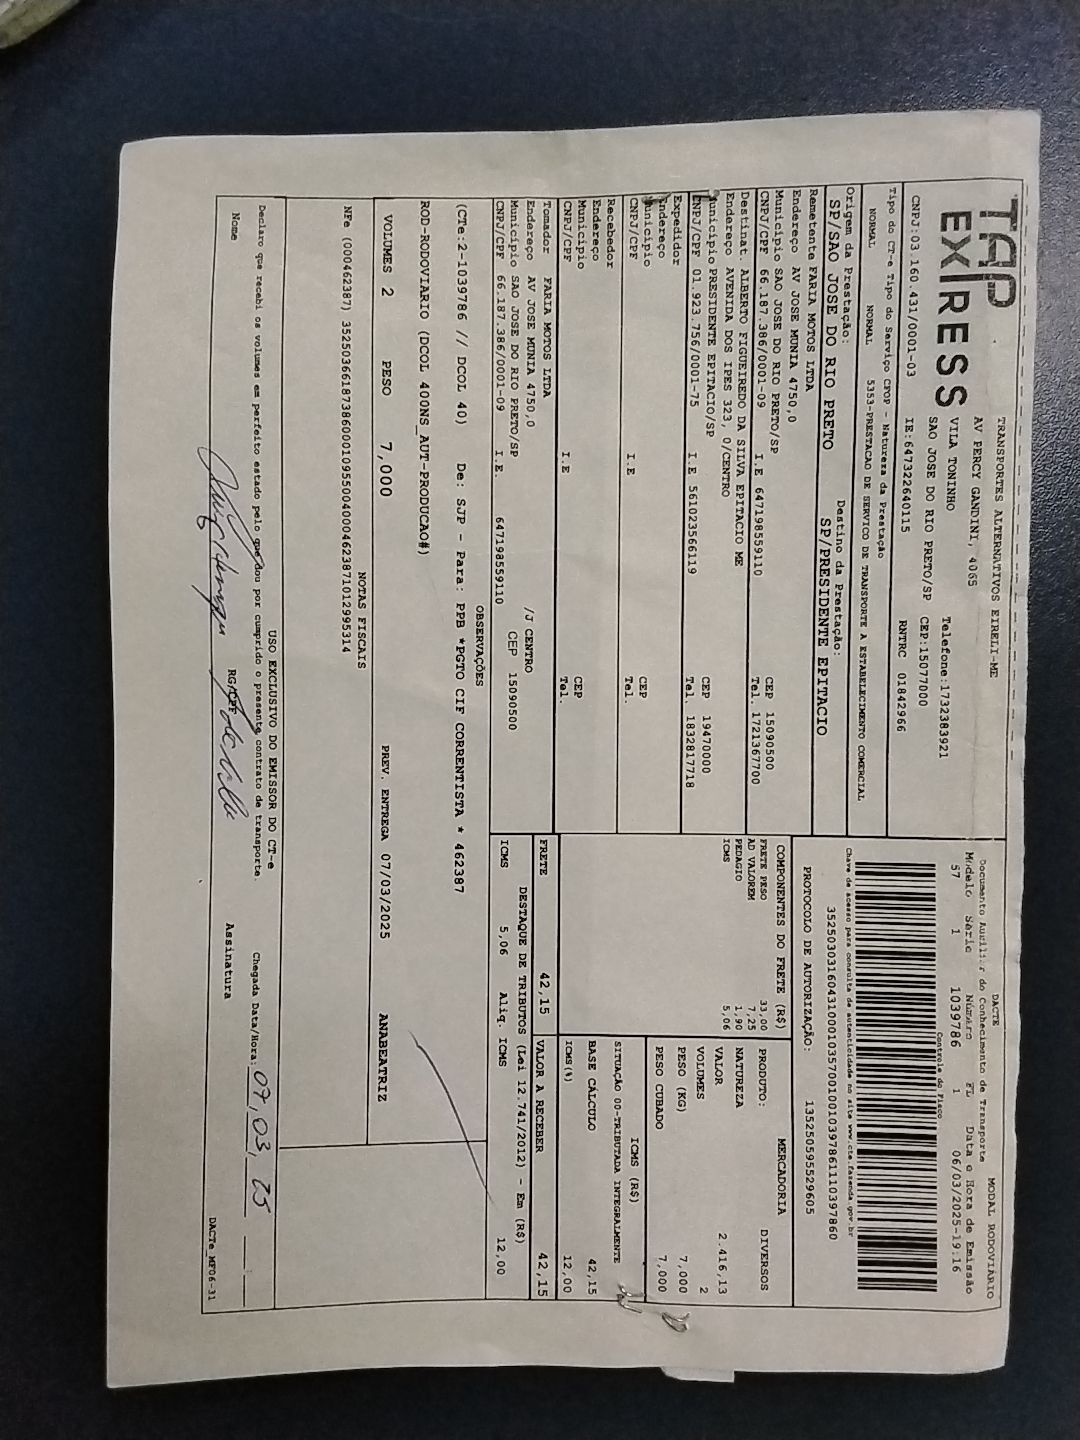 TAP EXPRESS
TRANSPORTES ALTERNATIVOS EIRELI-ME
AV PERCY GANDINI, 4065
VILA TONINHO Telefone:1732383921
SAO JOSE DO RIO PRETO/SP CEP:15077000
CNPJ:03.160.431/0001-03 IE:647322640115 RNTRC 01842966
DACTE MODAL RODOVIÁRIO
Documento Auxiliar do Conhecimento de Transporte
Modelo Série Número FL Data e Hora de Emissão
57 1 1039786 1 06/03/2025-19:16
Controle do Fisco
Chave de acesso para consulta de autenticidade no site www.cte.fazenda.gov.br
PROTOCOLO DE AUTORIZAÇÃO: 135250595529605
Tipo do CT-e Tipo do Serviço CFOP - Natureza da Prestação
NORMAL NORMAL 5353-PRESTACAO DE SERVICO DE TRANSPORTE A ESTABELECIMENTO COMERCIAL
Origem da Prestação: Destino da Prestação:
SP/SAO JOSE DO RIO PRETO SP/PRESIDENTE EPITACIO
Remetente FARIA MOTOS LTDA
Endereço AV JOSE MUNIA 4750,0
Município SAO JOSE DO RIO PRETO/SP CEP 15090500
CNPJ/CPF 66.187.386/0001-09 I.E 647198559110 Tel. 1721367700
Destinat. ALBERTO FIGUEIREDO DA SILVA EPITACIO ME
Endereço AVENIDA DOS IPES 323, 0/CENTRO
Município PRESIDENTE EPITACIO/SP CEP 19470000
CNPJ/CPF 01.923.756/0001-75 I.E 561023566119 Tel. 1832817718
Expedidor
Endereço
Município CEP
CNPJ/CPF I.E Tel.
Recebedor
Endereço
Município CEP
CNPJ/CPF I.E Tel.
Tomador FARIA MOTOS LTDA
Endereço AV JOSE MUNIA 4750,0 /J CENTRO
Município SAO JOSE DO RIO PRETO/SP CEP 15090500
CNPJ/CPF 66.187.386/0001-09 I.E. 647198559110
COMPONENTES DO FRETE (R$)
FRETE PESO 33,00
AD VALOREM 7,25
PEDAGIO 1,90
ICMS 5,06
MERCADORIA
PRODUTO: DIVERSOS
NATUREZA
VALOR 2.416,13
VOLUMES 2
PESO (KG) 7,000
PESO CUBADO 7,000
ICMS (R$)
SITUAÇÃO 00-TRIBUTADA INTEGRALMENTE
BASE CÁLCULO 42,15
ICMS(%) 12,00
FRETE 42,15 VALOR A RECEBER 42,15
DESTAQUE DE TRIBUTOS (Lei 12.741/2012) - Em (R$)
ICMS 5,06 Aliq. ICMS 12,00
OBSERVAÇÕES
(CTe:2-1039786 // DCOL 40) De: SJP - Para: PPB *PGTO CIF CORRENTISTA * 462387
ROD-RODOVIARIO (DCOL 400NS_AUT-PRODUCAO#)
VOLUMES 2 PESO 7,000 PREV. ENTREGA 07/03/2025 ANABEATRIZ
NOTAS FISCAIS
USO EXCLUSIVO DO EMISSOR DO CT-e
Declaro que recebi os volumes em perfeito estado pelo que dou por cumprido o presente contrato de transporte. Chegada Data/Hora: 07,03,25
Nome RG/CPF Assinatura
DACTe_MF06-31